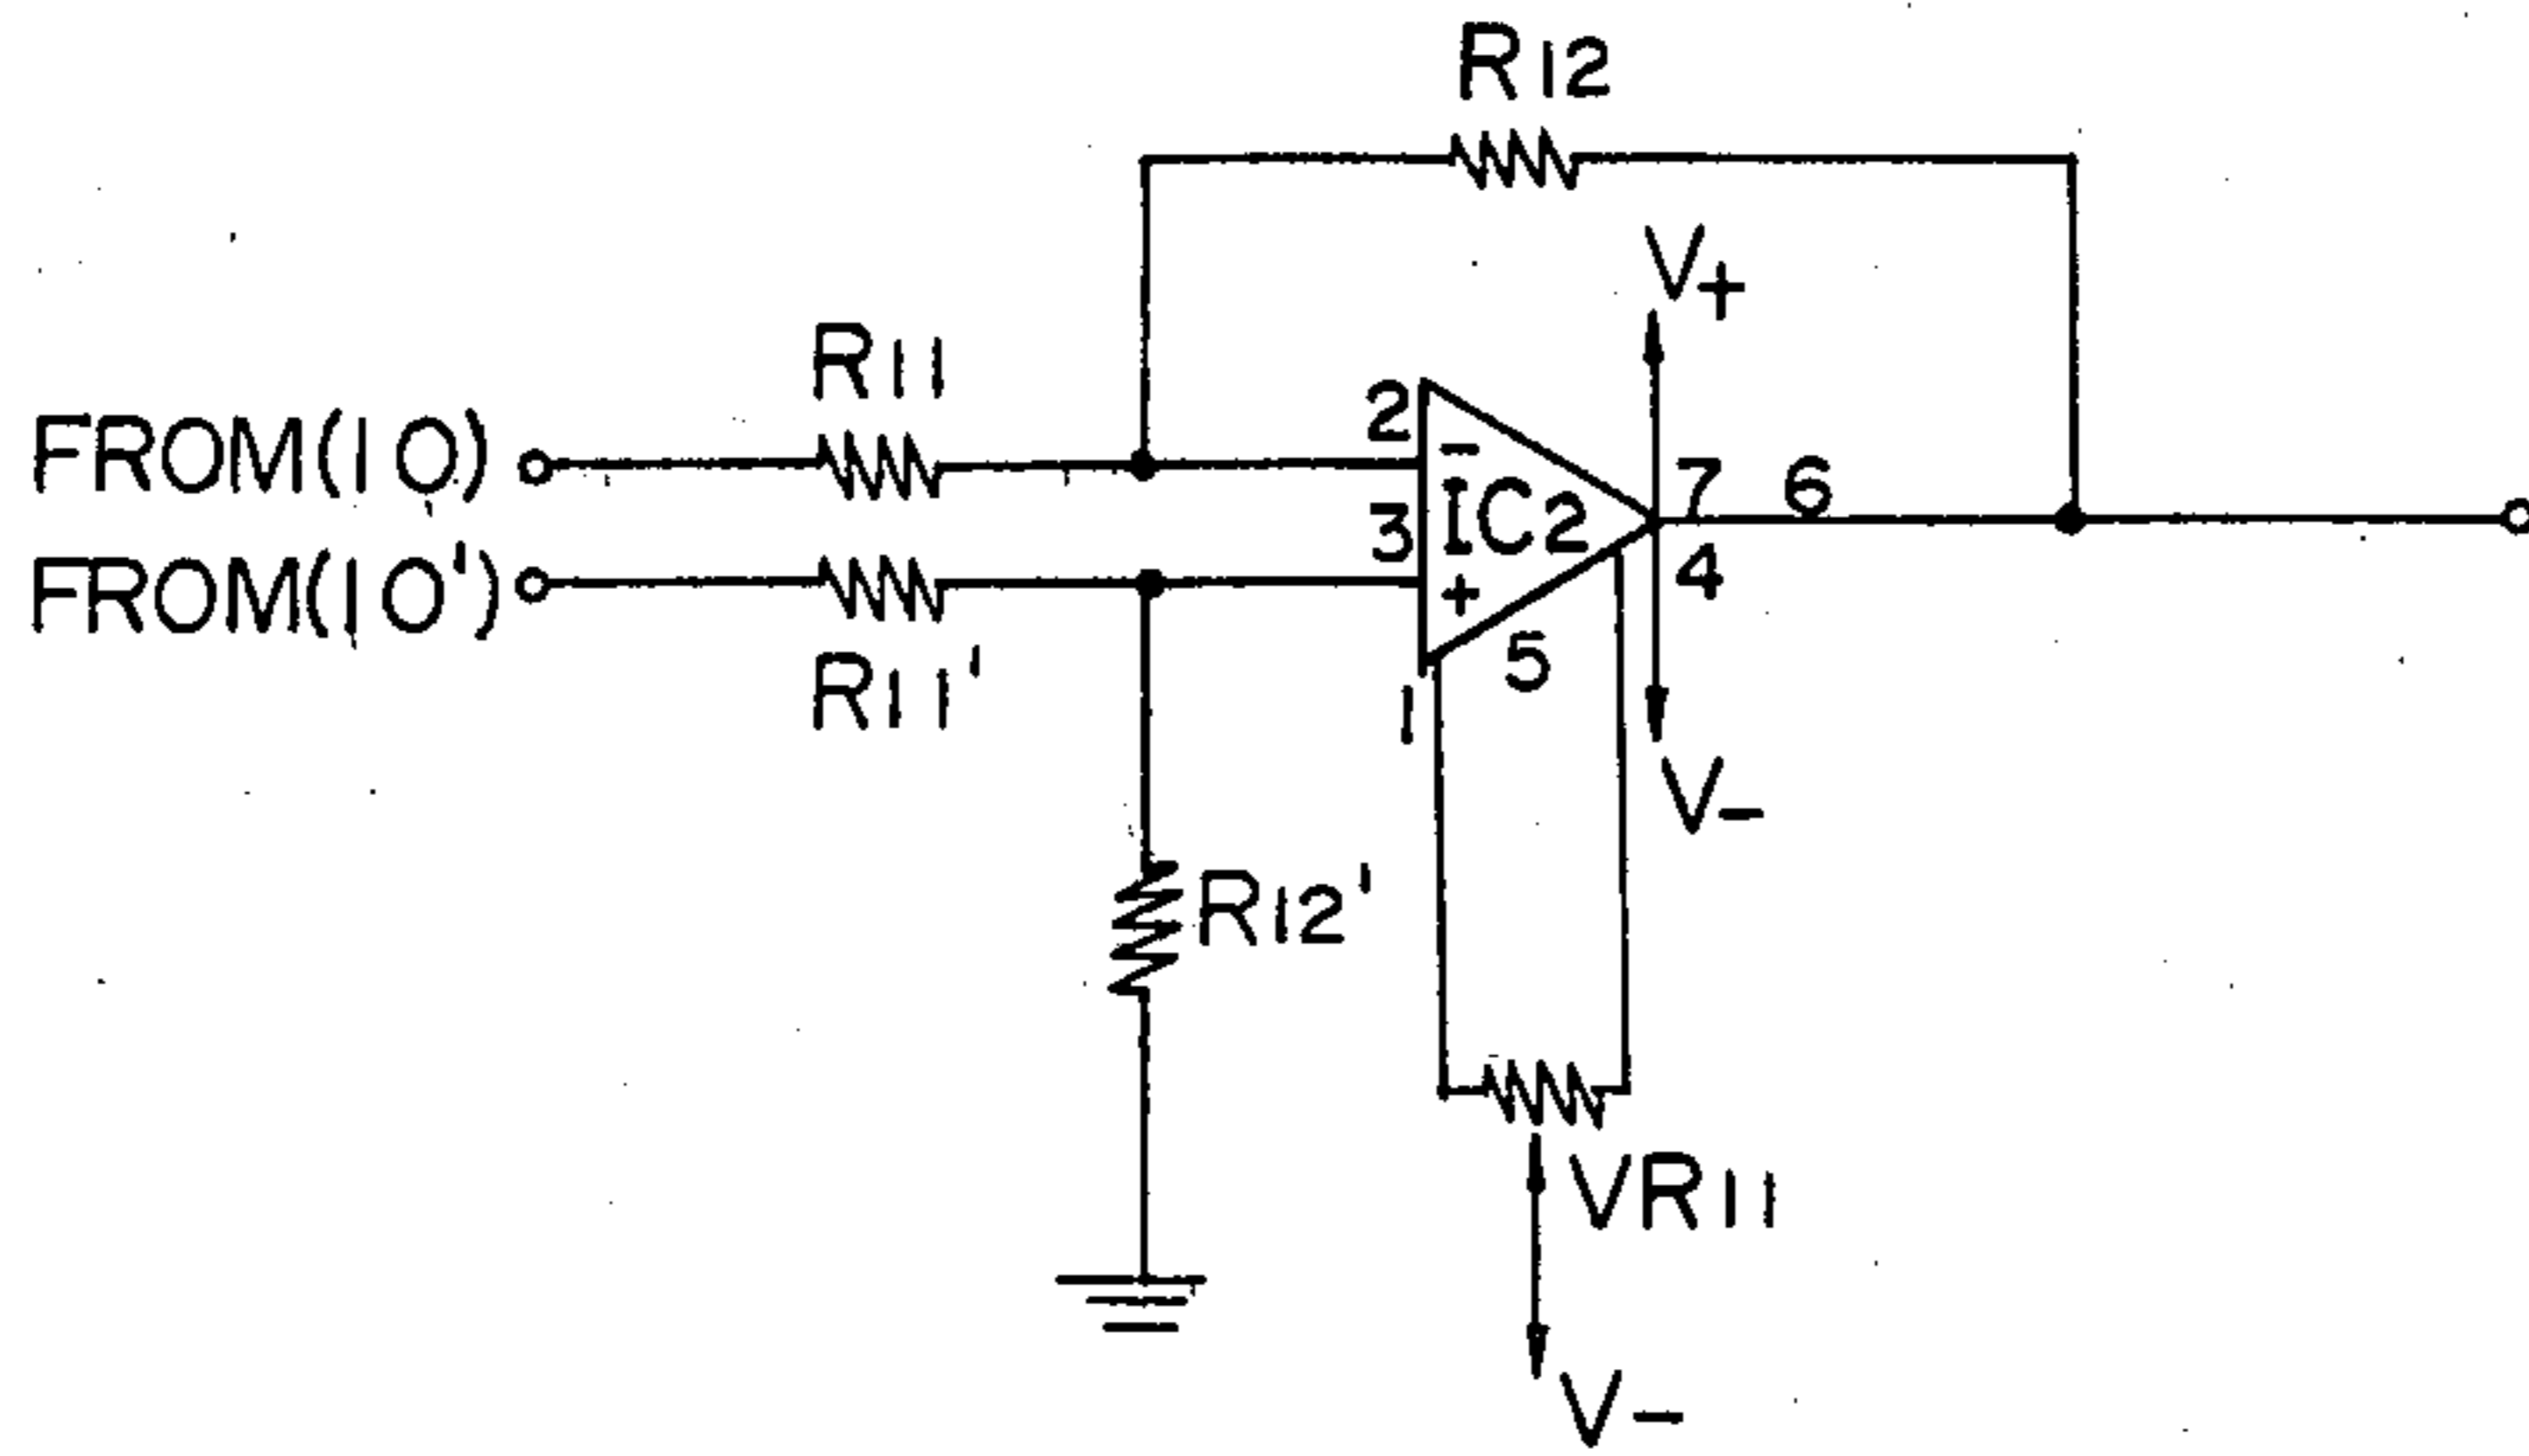 R12
V+
R11
FROM(10)
2
-
7
6
IC2
3
FROM(10')
+
4
5
R11'
1
V-
R12'
VR11
V-